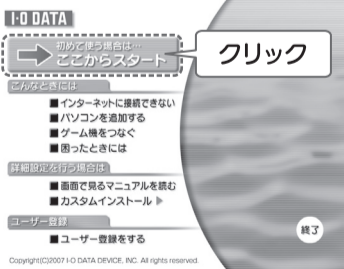 I-O DATA
初めて使う場合は…
ここからスタート
クリック
こんなときには
■インターネットに接続できない
■パソコンを追加する
■ゲーム機をつなぐ
■困ったときには
詳細設定を行う場合は
■画面で見るマニュアルを読む
■カスタムインストール ▶
ユーザー登録
■ユーザー登録をする
終了
Copyright(C)2007 I-O DATA DEVICE, INC. All rights reserved.